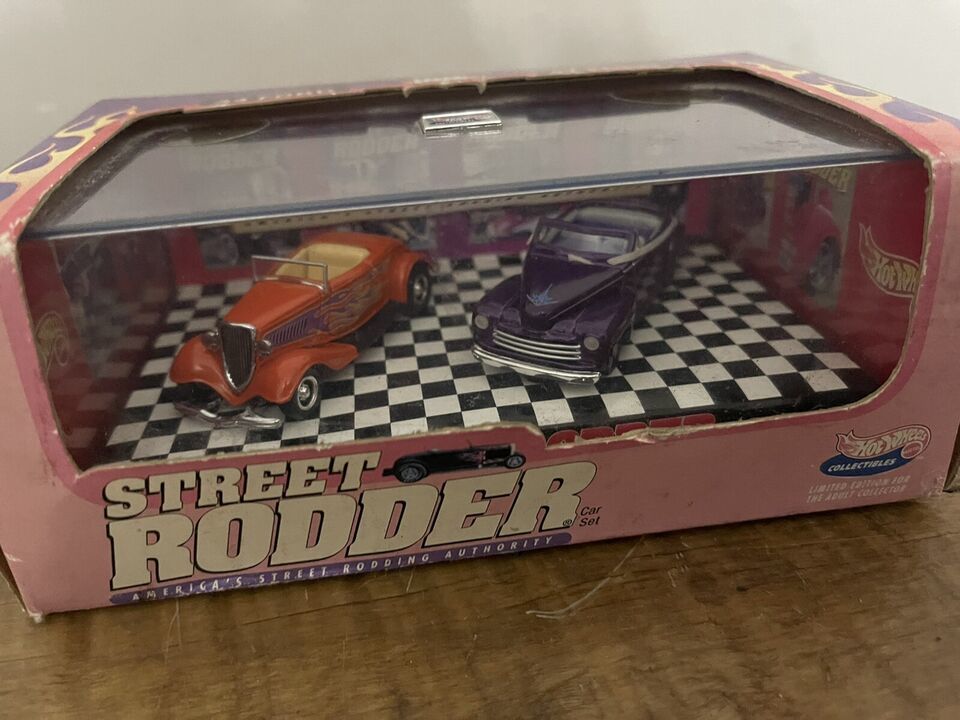 STREET
RODDER®
Car
Set
AMERICA'S STREET RODDING AUTHORITY
HOT WHEELS
COLLECTIBLES
LIMITED EDITION FOR
THE ADULT COLLECTOR